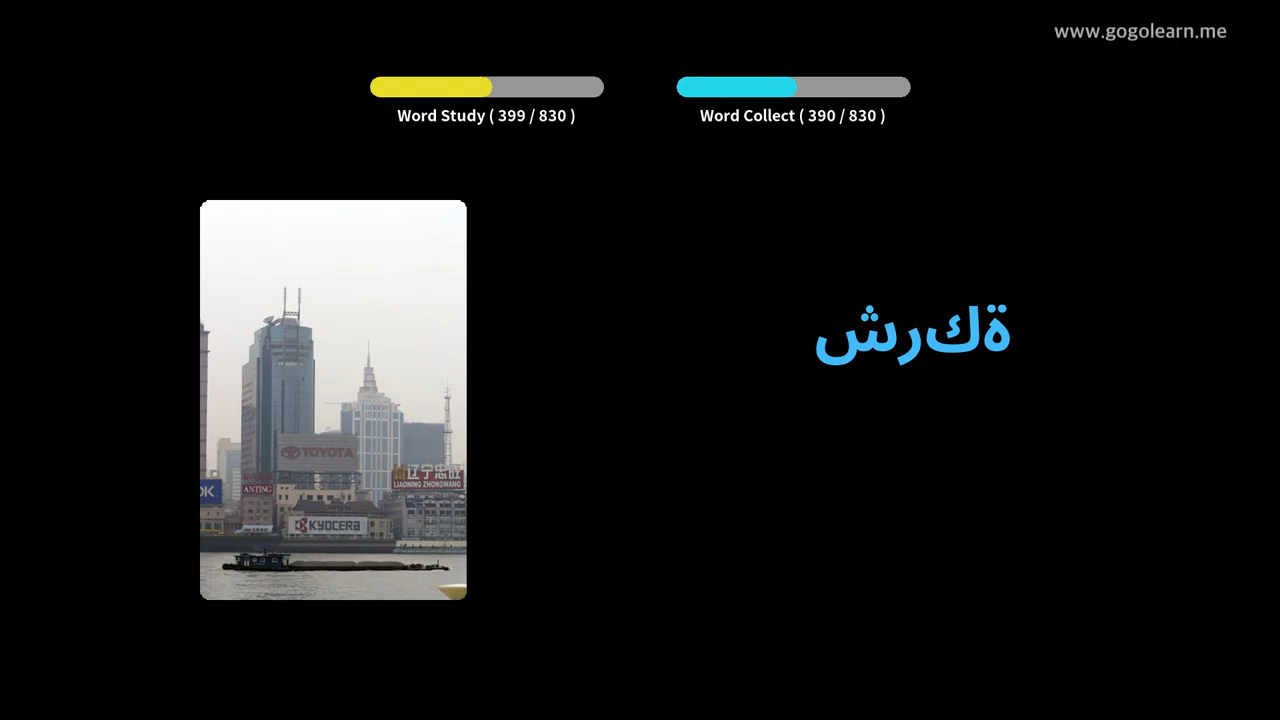 www.gogolearn.me
Word Study ( 399 / 830 )
Word Collect ( 390 / 830 )
شركة
TOYOTA
辽宁忠旺
LIAONING ZHONGWANG
ANTING
KYOCERA